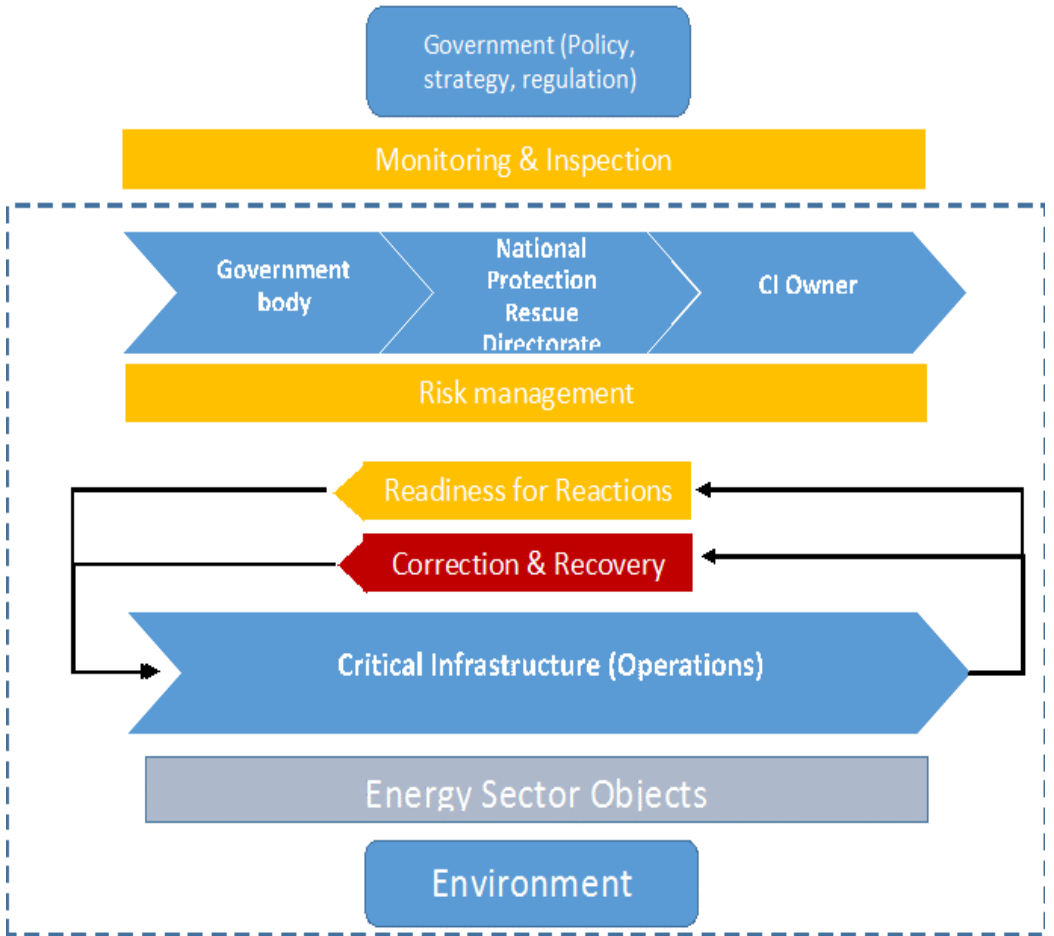 Government (Policy,
strategy, regulation)
Monitoring & Inspection
Government
body
National
Protection
Rescue
Directorate
CI Owner
Risk management
Readiness for Reactions
Correction & Recovery
Critical Infrastructure (Operations)
Energy Sector Objects
Environment